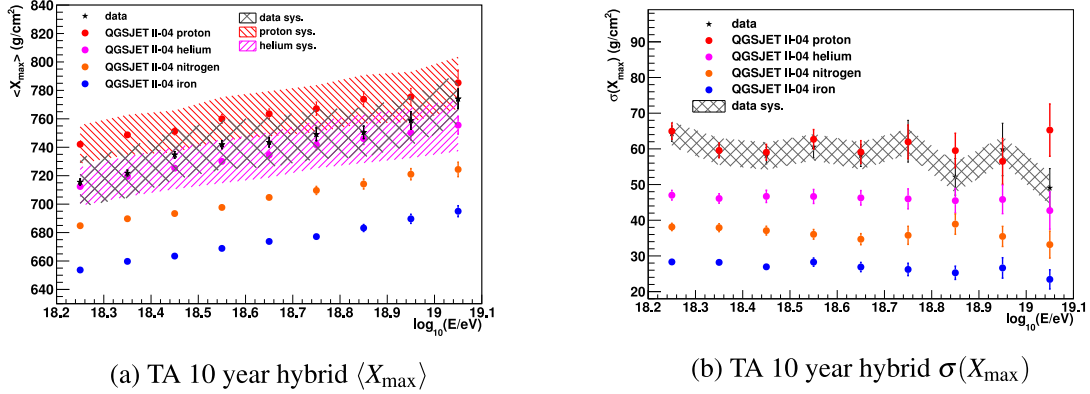 <X_max> (g/cm²)
840
820
800
780
760
740
720
700
680
660
640
data
QGSJET II-04 proton
QGSJET II-04 helium
QGSJET II-04 nitrogen
QGSJET II-04 iron
data sys.
proton sys.
helium sys.
18.2 18.3 18.4 18.5 18.6 18.7 18.8 18.9 19 19.1
log₁₀(E/eV)
(a) TA 10 year hybrid ⟨X_max⟩
σ(X_max) (g/cm²)
90
80
70
60
50
40
30
20
data
QGSJET II-04 proton
QGSJET II-04 helium
QGSJET II-04 nitrogen
QGSJET II-04 iron
data sys.
18.2 18.3 18.4 18.5 18.6 18.7 18.8 18.9 19 19.1
log₁₀(E/eV)
(b) TA 10 year hybrid σ(X_max)